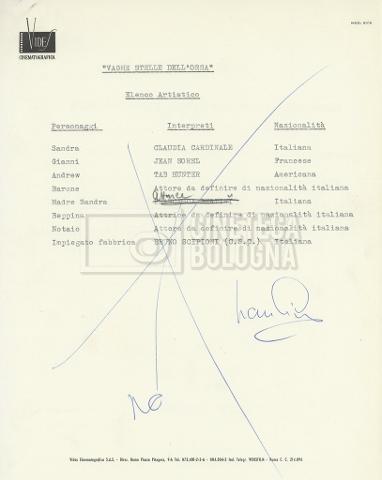 VIDES
CINEMATOGRAFICA
"VAGHE STELLE DELL'ORSA"
Elenco Artistico
Personaggi Interpreti Nazionalità
Sandra CLAUDIA CARDINALE Italiana
Gianni JEAN SOREL Francese
Andrew TAB HUNTER Americana
Barone Attore da definire di nazionalità italiana
Madre Sandra Italiana
Beppina Attrice da definire di nazionalità italiana
Notaio Attore da definire di nazionalità italiana
Impiegato fabbrica BRUNO SCIPIONI (C.S.C.) Italiana
CINETECA
BOLOGNA
NO
Vides Cinematografica S.A.S. - Direz.